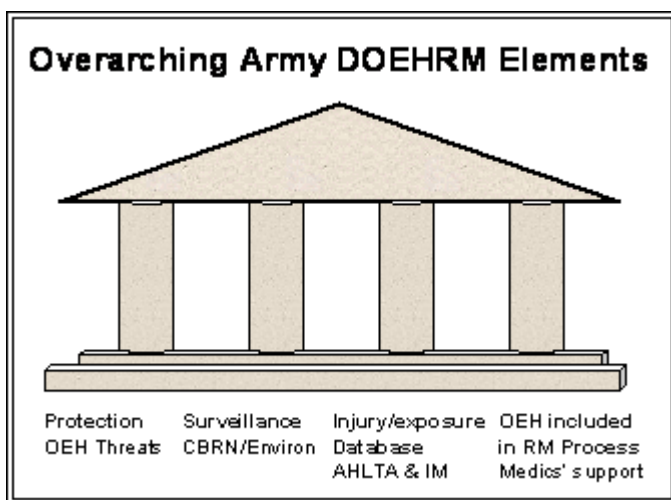 Overarching Army DOEHRM Elements
Protection
OEH Threats
Surveillance
CBRN/Environ
Injury/exposure
Database
AHLTA & IM
OEH included
in RM Process
Medics' support